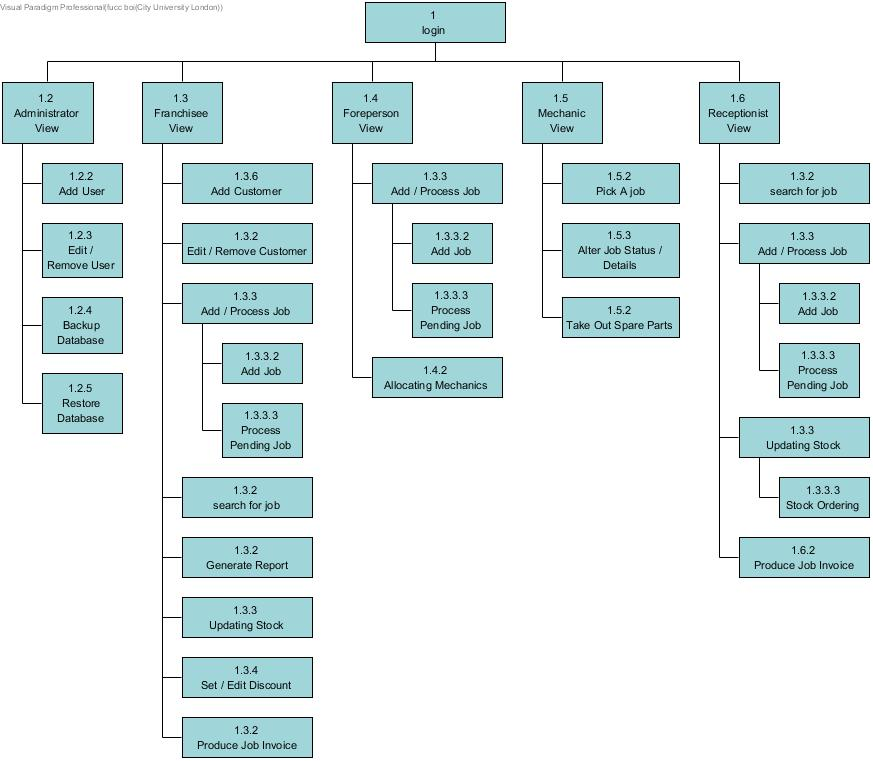 Visual Paradigm Professional(fucc boi(City University London))
1
login
1.2
Administrator
View
1.2.2
Add User
1.2.3
Edit /
Remove User
1.2.4
Backup
Database
1.2.5
Restore
Database
1.3
Franchisee
View
1.3.6
Add Customer
1.3.2
Edit / Remove Customer
1.3.3
Add / Process Job
1.3.3.2
Add Job
1.3.3.3
Process
Pending Job
1.3.2
search for job
1.3.2
Generate Report
1.3.3
Updating Stock
1.3.4
Set / Edit Discount
1.3.2
Produce Job Invoice
1.4
Foreperson
View
1.3.3
Add / Process Job
1.3.3.2
Add Job
1.3.3.3
Process
Pending Job
1.4.2
Allocating Mechanics
1.5
Mechanic
View
1.5.2
Pick A job
1.5.3
Alter Job Status /
Details
1.5.2
Take Out Spare Parts
1.6
Receptionist
View
1.3.2
search for job
1.3.3
Add / Process Job
1.3.3.2
Add Job
1.3.3.3
Process
Pending Job
1.3.3
Updating Stock
1.3.3.3
Stock Ordering
1.6.2
Produce Job Invoice